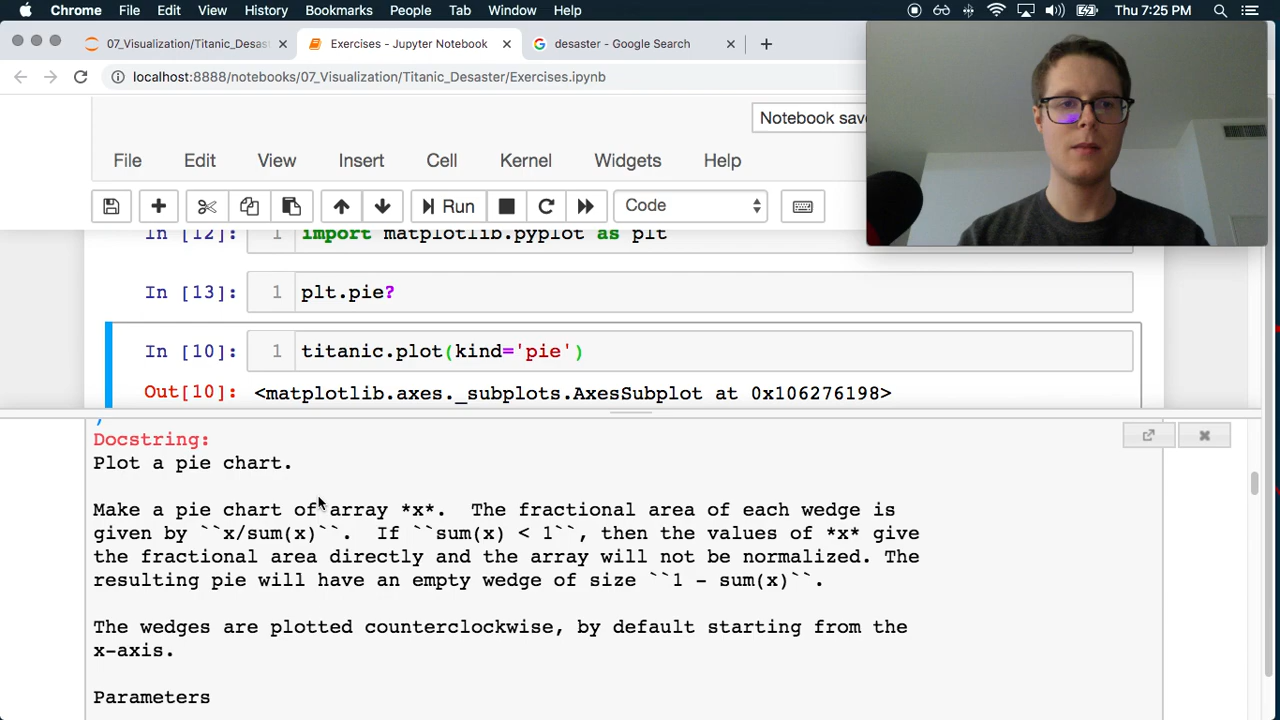 Chrome File Edit View History Bookmarks People Tab Window Help Thu 7:25 PM
07_Visualization/Titanic_Desas Exercises - Jupyter Notebook desaster - Google Search
localhost:8888/notebooks/07_Visualization/Titanic_Desaster/Exercises.ipynb
Notebook save
File Edit View Insert Cell Kernel Widgets Help
Run Code
In [12]: 1 import matplotlib.pyplot as plt
In [13]: 1 plt.pie?
In [10]: 1 titanic.plot(kind='pie')
Out[10]: <matplotlib.axes._subplots.AxesSubplot at 0x106276198>
Docstring:
Plot a pie chart.
Make a pie chart of array *x*. The fractional area of each wedge is
given by ``x/sum(x)``. If ``sum(x) < 1``, then the values of *x* give
the fractional area directly and the array will not be normalized. The
resulting pie will have an empty wedge of size ``1 - sum(x)``.
The wedges are plotted counterclockwise, by default starting from the
x-axis.
Parameters